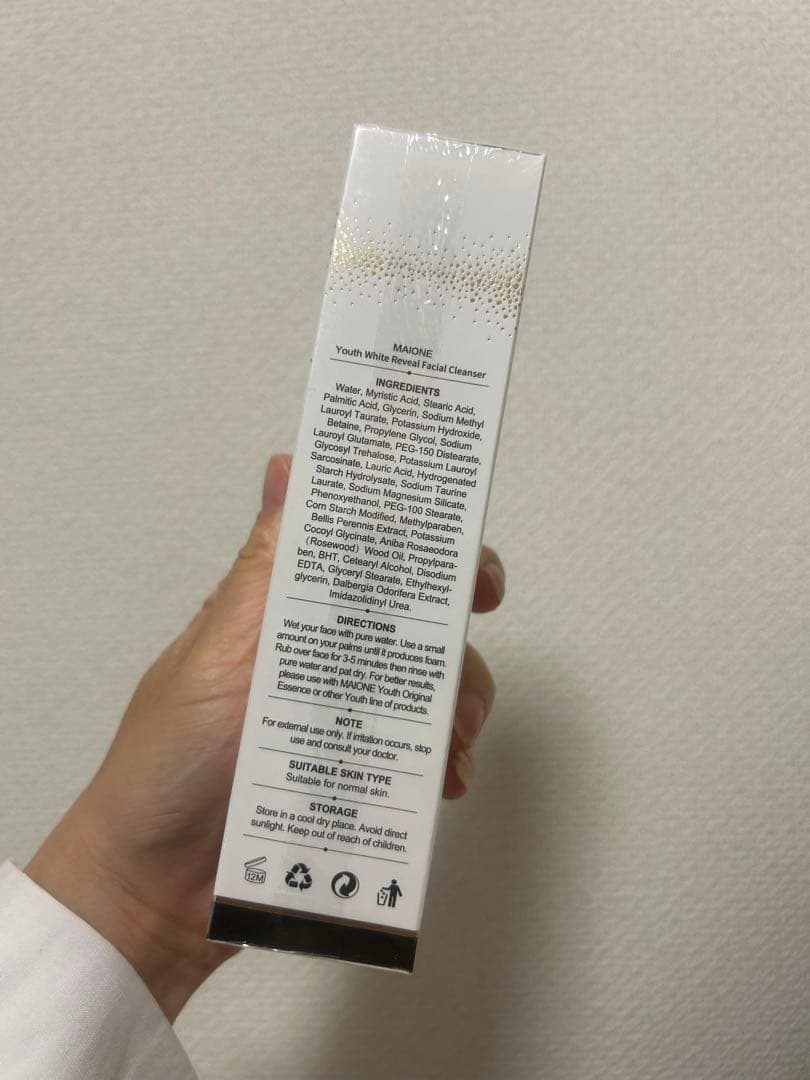 MAIONE
Youth White Reveal Facial Cleanser
INGREDIENTS
Water, Myristic Acid, Stearic Acid,
Palmitic Acid, Glycerin, Sodium Methyl
Lauroyl Taurate, Potassium Hydroxide,
Betaine, Propylene Glycol, Sodium
Lauroyl Glutamate, PEG-150 Distearate,
Glycosyl Trehalose, Potassium Lauroyl
Sarcosinate, Lauric Acid, Hydrogenated
Starch Hydrolysate, Sodium Taurine
Laurate, Sodium Magnesium Silicate,
Phenoxyethanol, PEG-100 Stearate,
Corn Starch Modified, Methylparaben,
Bellis Perennis Extract, Potassium
Cocoyl Glycinate, Aniba Rosaeodora
(Rosewood) Wood Oil, Propylpara-
ben, BHT, Cetearyl Alcohol, Disodium
EDTA, Glyceryl Stearate, Ethylhexyl-
glycerin, Dalbergia Odorifera Extract,
Imidazolidinyl Urea.
DIRECTIONS
Wet your face with pure water. Use a small
amount on your palms until it produces foam.
Rub over face for 3-5 minutes then rinse with
pure water and pat dry. For better results,
please use with MAIONE Youth Original
Essence or other Youth line of products.
NOTE
For external use only. If irritation occurs, stop
use and consult your doctor.
SUITABLE SKIN TYPE
Suitable for normal skin.
STORAGE
Store in a cool dry place. Avoid direct
sunlight. Keep out of reach of children.
12M